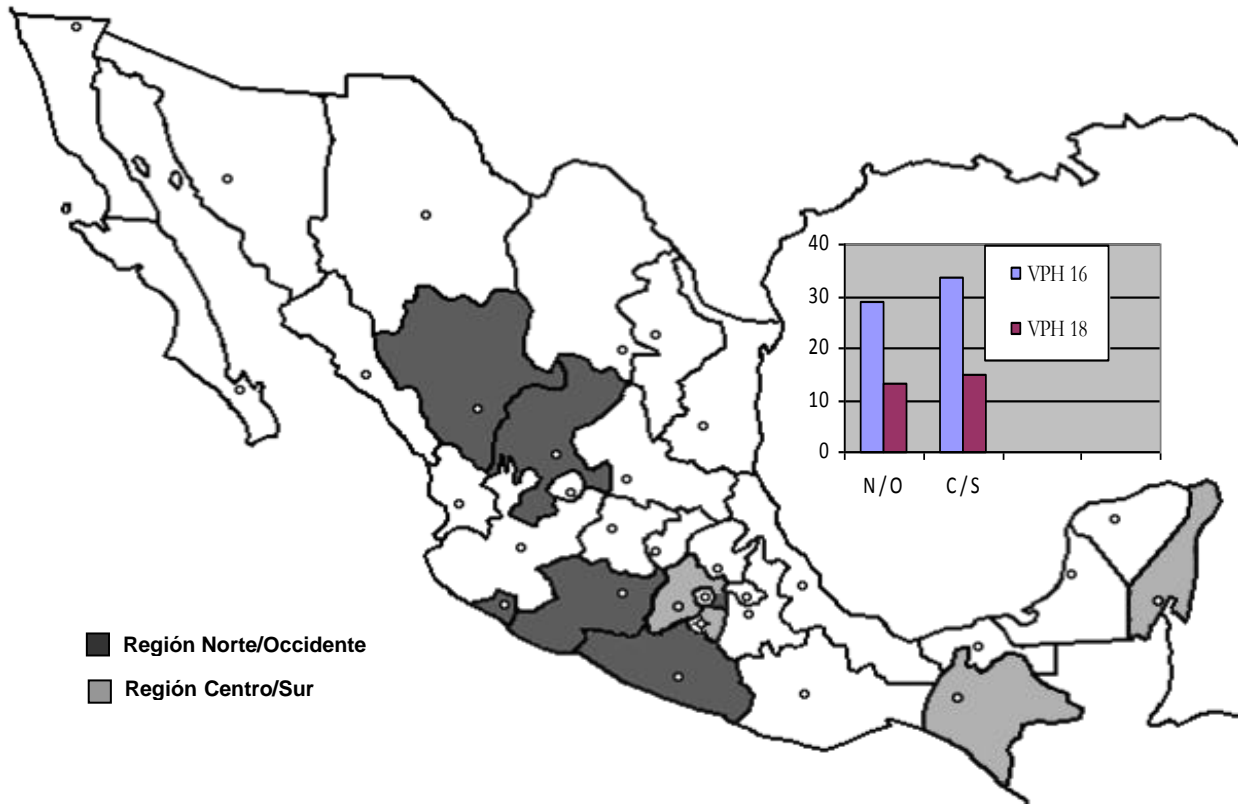 40
30
20
10
0
VPH 16
VPH 18
N/O C/S
Región Norte/Occidente
Región Centro/Sur